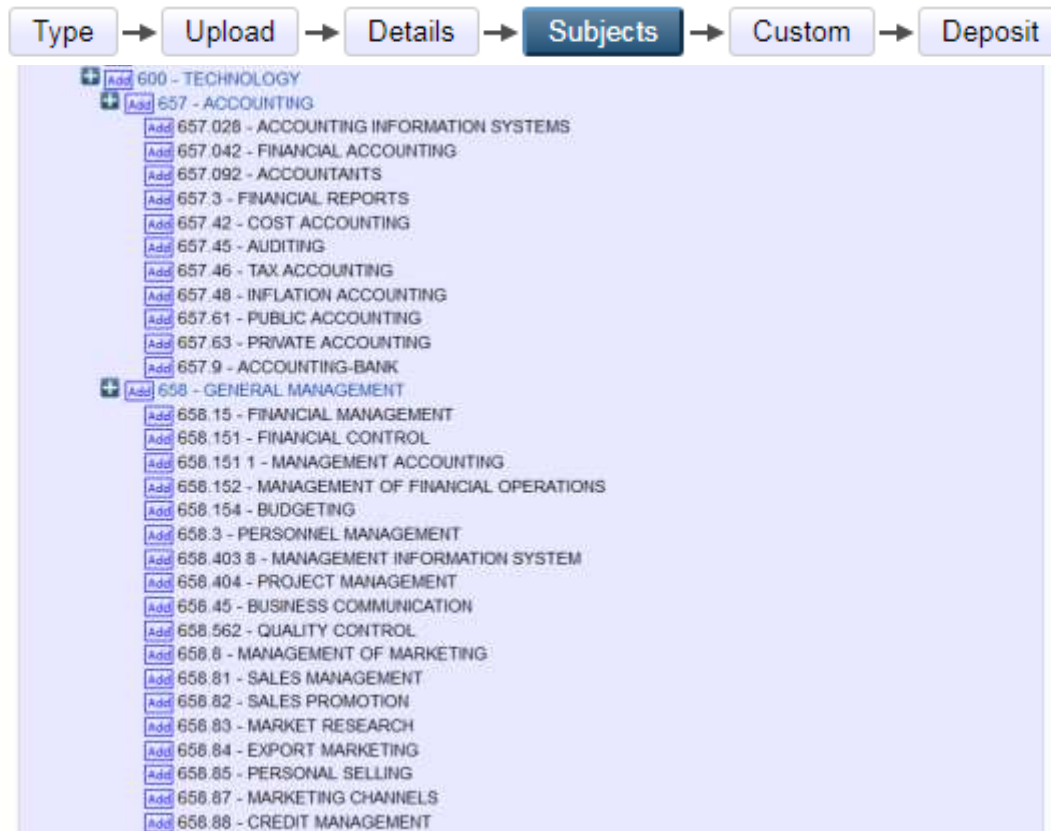 Type Upload Details Subjects Custom Deposit
Add 600 - TECHNOLOGY
Add 657 - ACCOUNTING
Add 657.028 - ACCOUNTING INFORMATION SYSTEMS
Add 657.042 - FINANCIAL ACCOUNTING
Add 657.092 - ACCOUNTANTS
Add 657.3 - FINANCIAL REPORTS
Add 657.42 - COST ACCOUNTING
Add 657.45 - AUDITING
Add 657.46 - TAX ACCOUNTING
Add 657.48 - INFLATION ACCOUNTING
Add 657.61 - PUBLIC ACCOUNTING
Add 657.63 - PRIVATE ACCOUNTING
Add 657.9 - ACCOUNTING-BANK
Add 658 - GENERAL MANAGEMENT
Add 658.15 - FINANCIAL MANAGEMENT
Add 658.151 - FINANCIAL CONTROL
Add 658.151 1 - MANAGEMENT ACCOUNTING
Add 658.152 - MANAGEMENT OF FINANCIAL OPERATIONS
Add 658.154 - BUDGETING
Add 658.3 - PERSONNEL MANAGEMENT
Add 658.403 8 - MANAGEMENT INFORMATION SYSTEM
Add 658.404 - PROJECT MANAGEMENT
Add 658.45 - BUSINESS COMMUNICATION
Add 658.562 - QUALITY CONTROL
Add 658.8 - MANAGEMENT OF MARKETING
Add 658.81 - SALES MANAGEMENT
Add 658.82 - SALES PROMOTION
Add 658.83 - MARKET RESEARCH
Add 658.84 - EXPORT MARKETING
Add 658.85 - PERSONAL SELLING
Add 658.87 - MARKETING CHANNELS
Add 658.88 - CREDIT MANAGEMENT